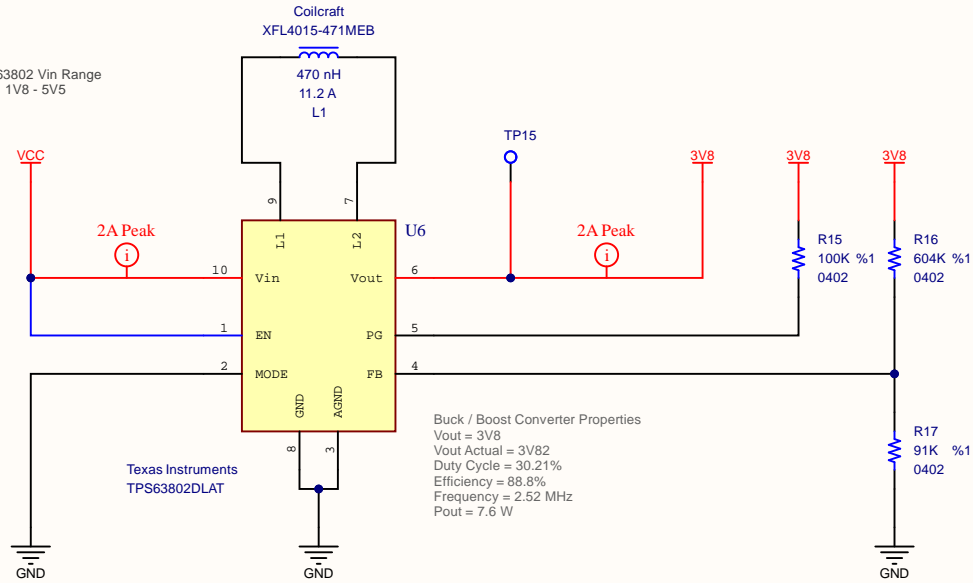 Coilcraft
XFL4015-471MEB
470 nH
11.2 A
L1
63802 Vin Range
1V8 - 5V5
TP15
VCC
3V8
3V8
3V8
9
7
2A Peak
i
L1
L2
U6
2A Peak
i
R15
100K %1
0402
R16
604K %1
0402
10
Vin
Vout
6
1
EN
PG
5
2
MODE
FB
4
GND
AGND
8
3
Texas Instruments
TPS63802DLAT
Buck / Boost Converter Properties
Vout = 3V8
Vout Actual = 3V82
Duty Cycle = 30.21%
Efficiency = 88.8%
Frequency = 2.52 MHz
Pout = 7.6 W
R17
91K %1
0402
GND
GND
GND